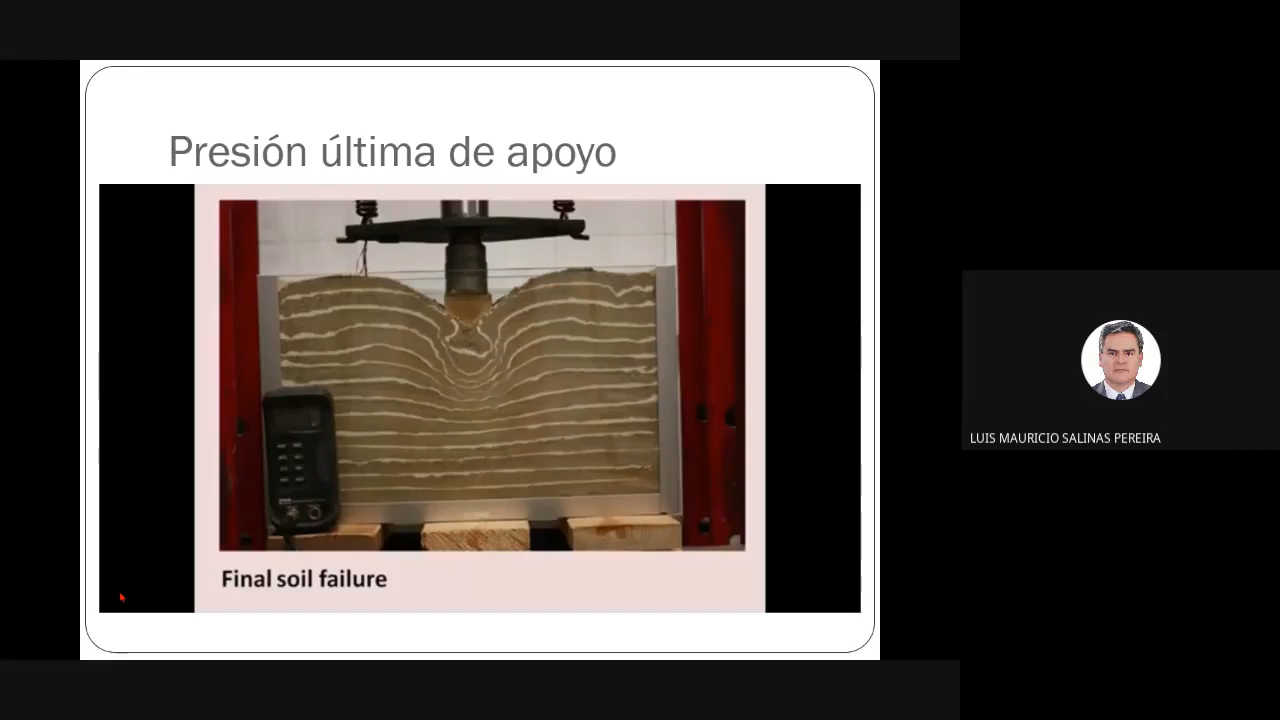 Presión última de apoyo
Final soil failure
LUIS MAURICIO SALINAS PEREIRA